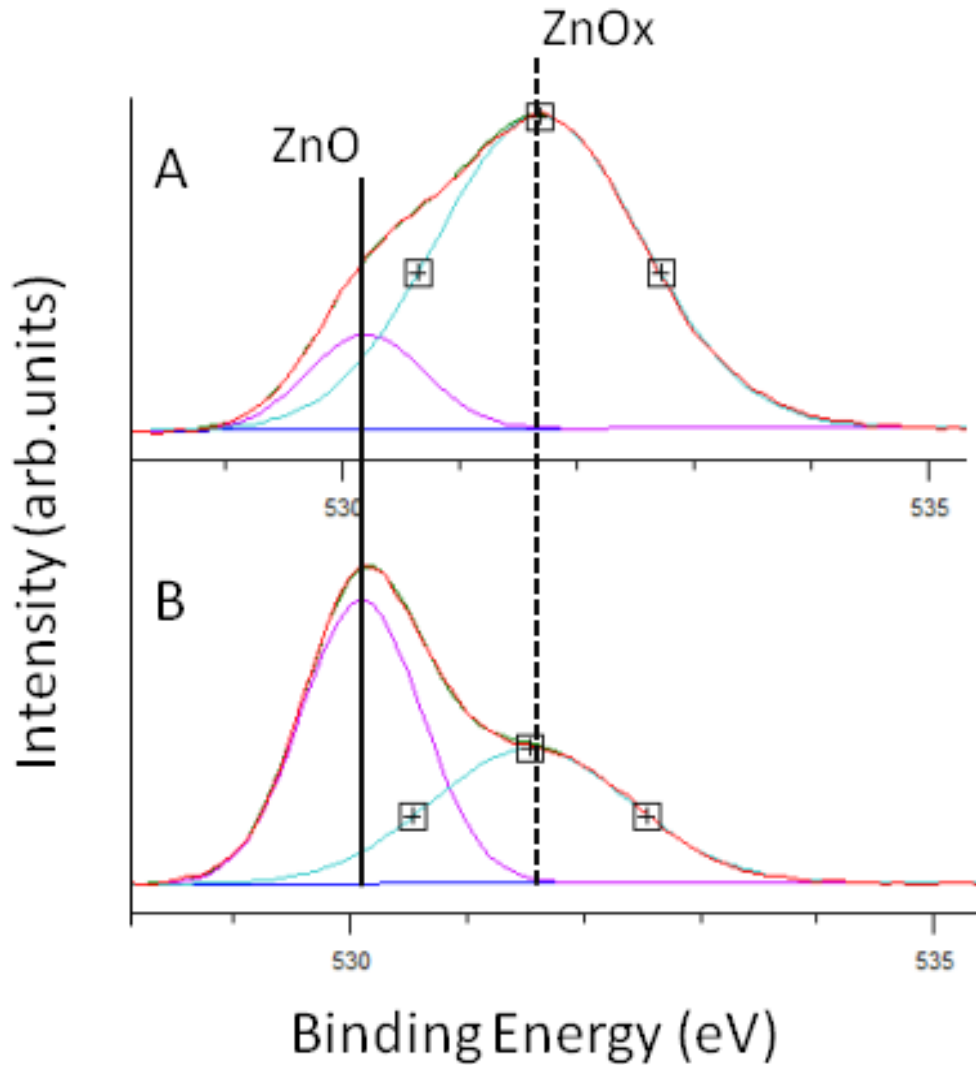 ZnOx
ZnO
A
530
535
B
530
535
Intensity (arb.units)
Binding Energy (eV)